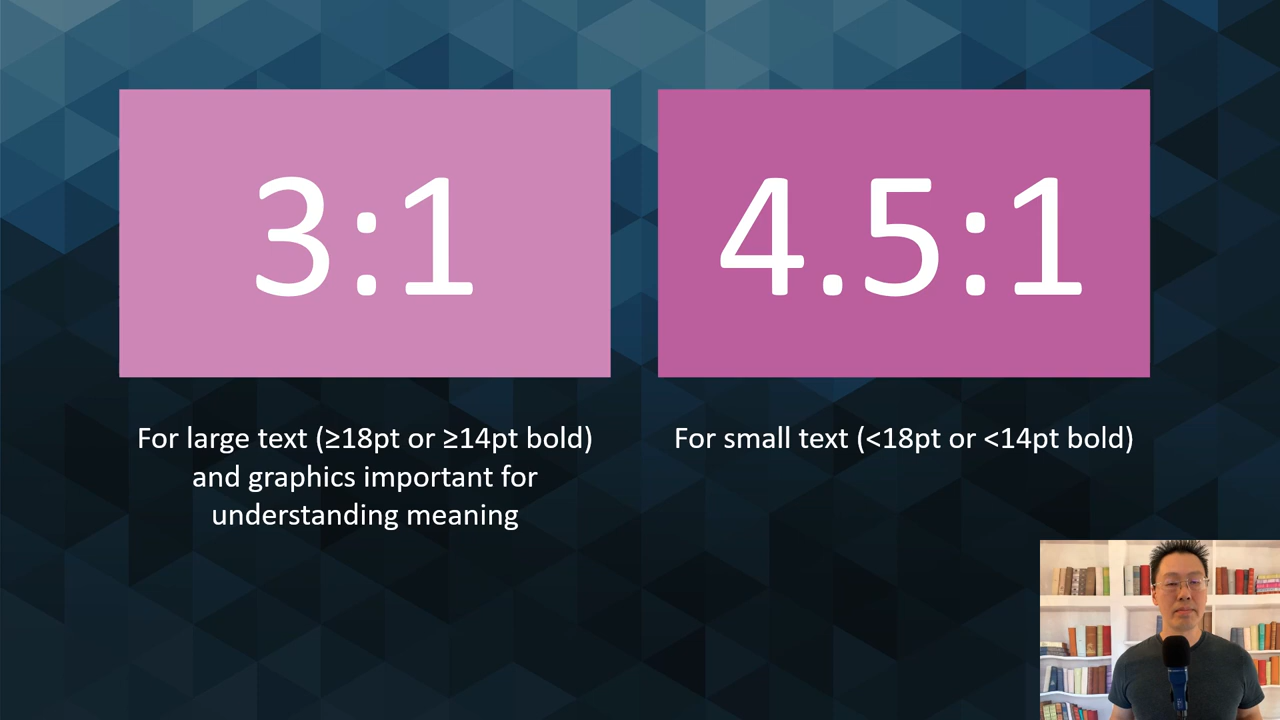 3:1
4.5:1
For large text (≥18pt or ≥14pt bold)
and graphics important for
understanding meaning
For small text (<18pt or <14pt bold)